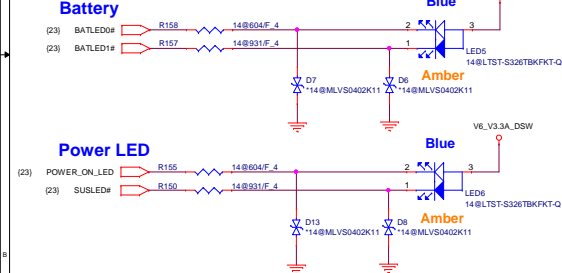 Battery
Blue
(23) BATLED0# R158 14@604/F_4 2 3
(23) BATLED1# R157 14@931/F_4 1
LED5
14@LTST-S326TBKFKT-Q
D7 D6 Amber
*14@MLVS0402K11 *14@MLVS0402K11
V6_V3.3A_DSW
Power LED Blue
(23) POWER_ON_LED R155 14@604/F_4 2 3
(23) SUSLED# R150 14@931/F_4 1
LED6
14@LTST-S326TBKFKT-Q
D13 D8 Amber
*14@MLVS0402K11 *14@MLVS0402K11
B